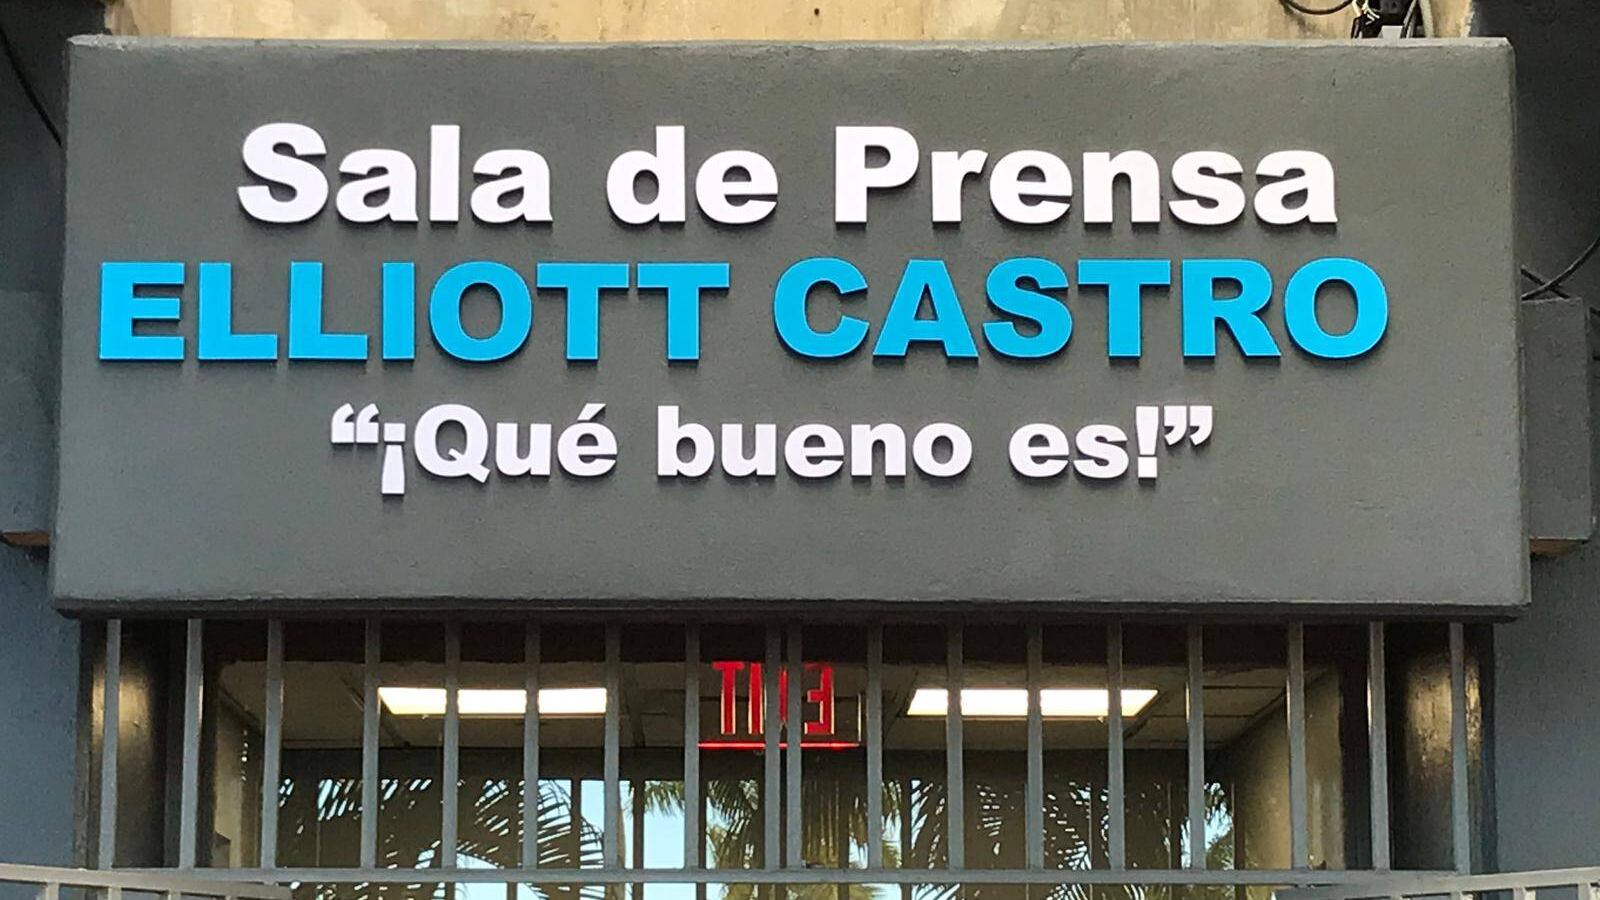 Sala de Prensa
ELLIOTT CASTRO
“¡Qué bueno es!”
EXIT